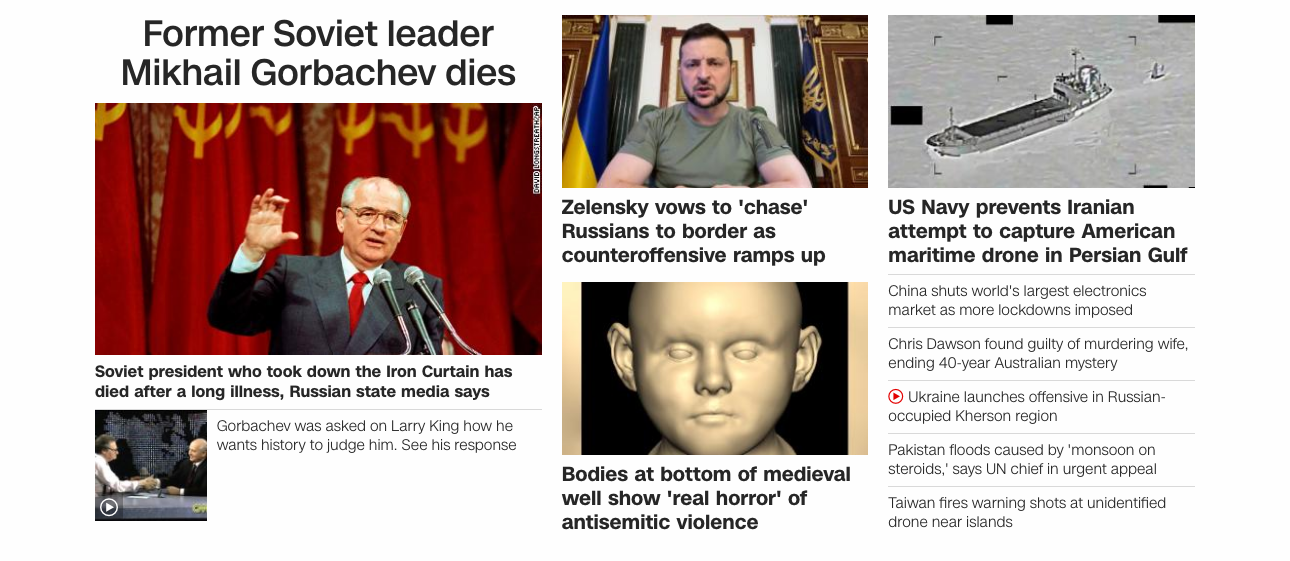 Former Soviet leader
Mikhail Gorbachev dies
DAVID LONGSTREATH/AP
Soviet president who took down the Iron Curtain has
died after a long illness, Russian state media says
Gorbachev was asked on Larry King how he
wants history to judge him. See his response
Zelensky vows to 'chase'
Russians to border as
counteroffensive ramps up
Bodies at bottom of medieval
well show 'real horror' of
antisemitic violence
US Navy prevents Iranian
attempt to capture American
maritime drone in Persian Gulf
China shuts world's largest electronics
market as more lockdowns imposed
Chris Dawson found guilty of murdering wife,
ending 40-year Australian mystery
Ukraine launches offensive in Russian-
occupied Kherson region
Pakistan floods caused by 'monsoon on
steroids,' says UN chief in urgent appeal
Taiwan fires warning shots at unidentified
drone near islands